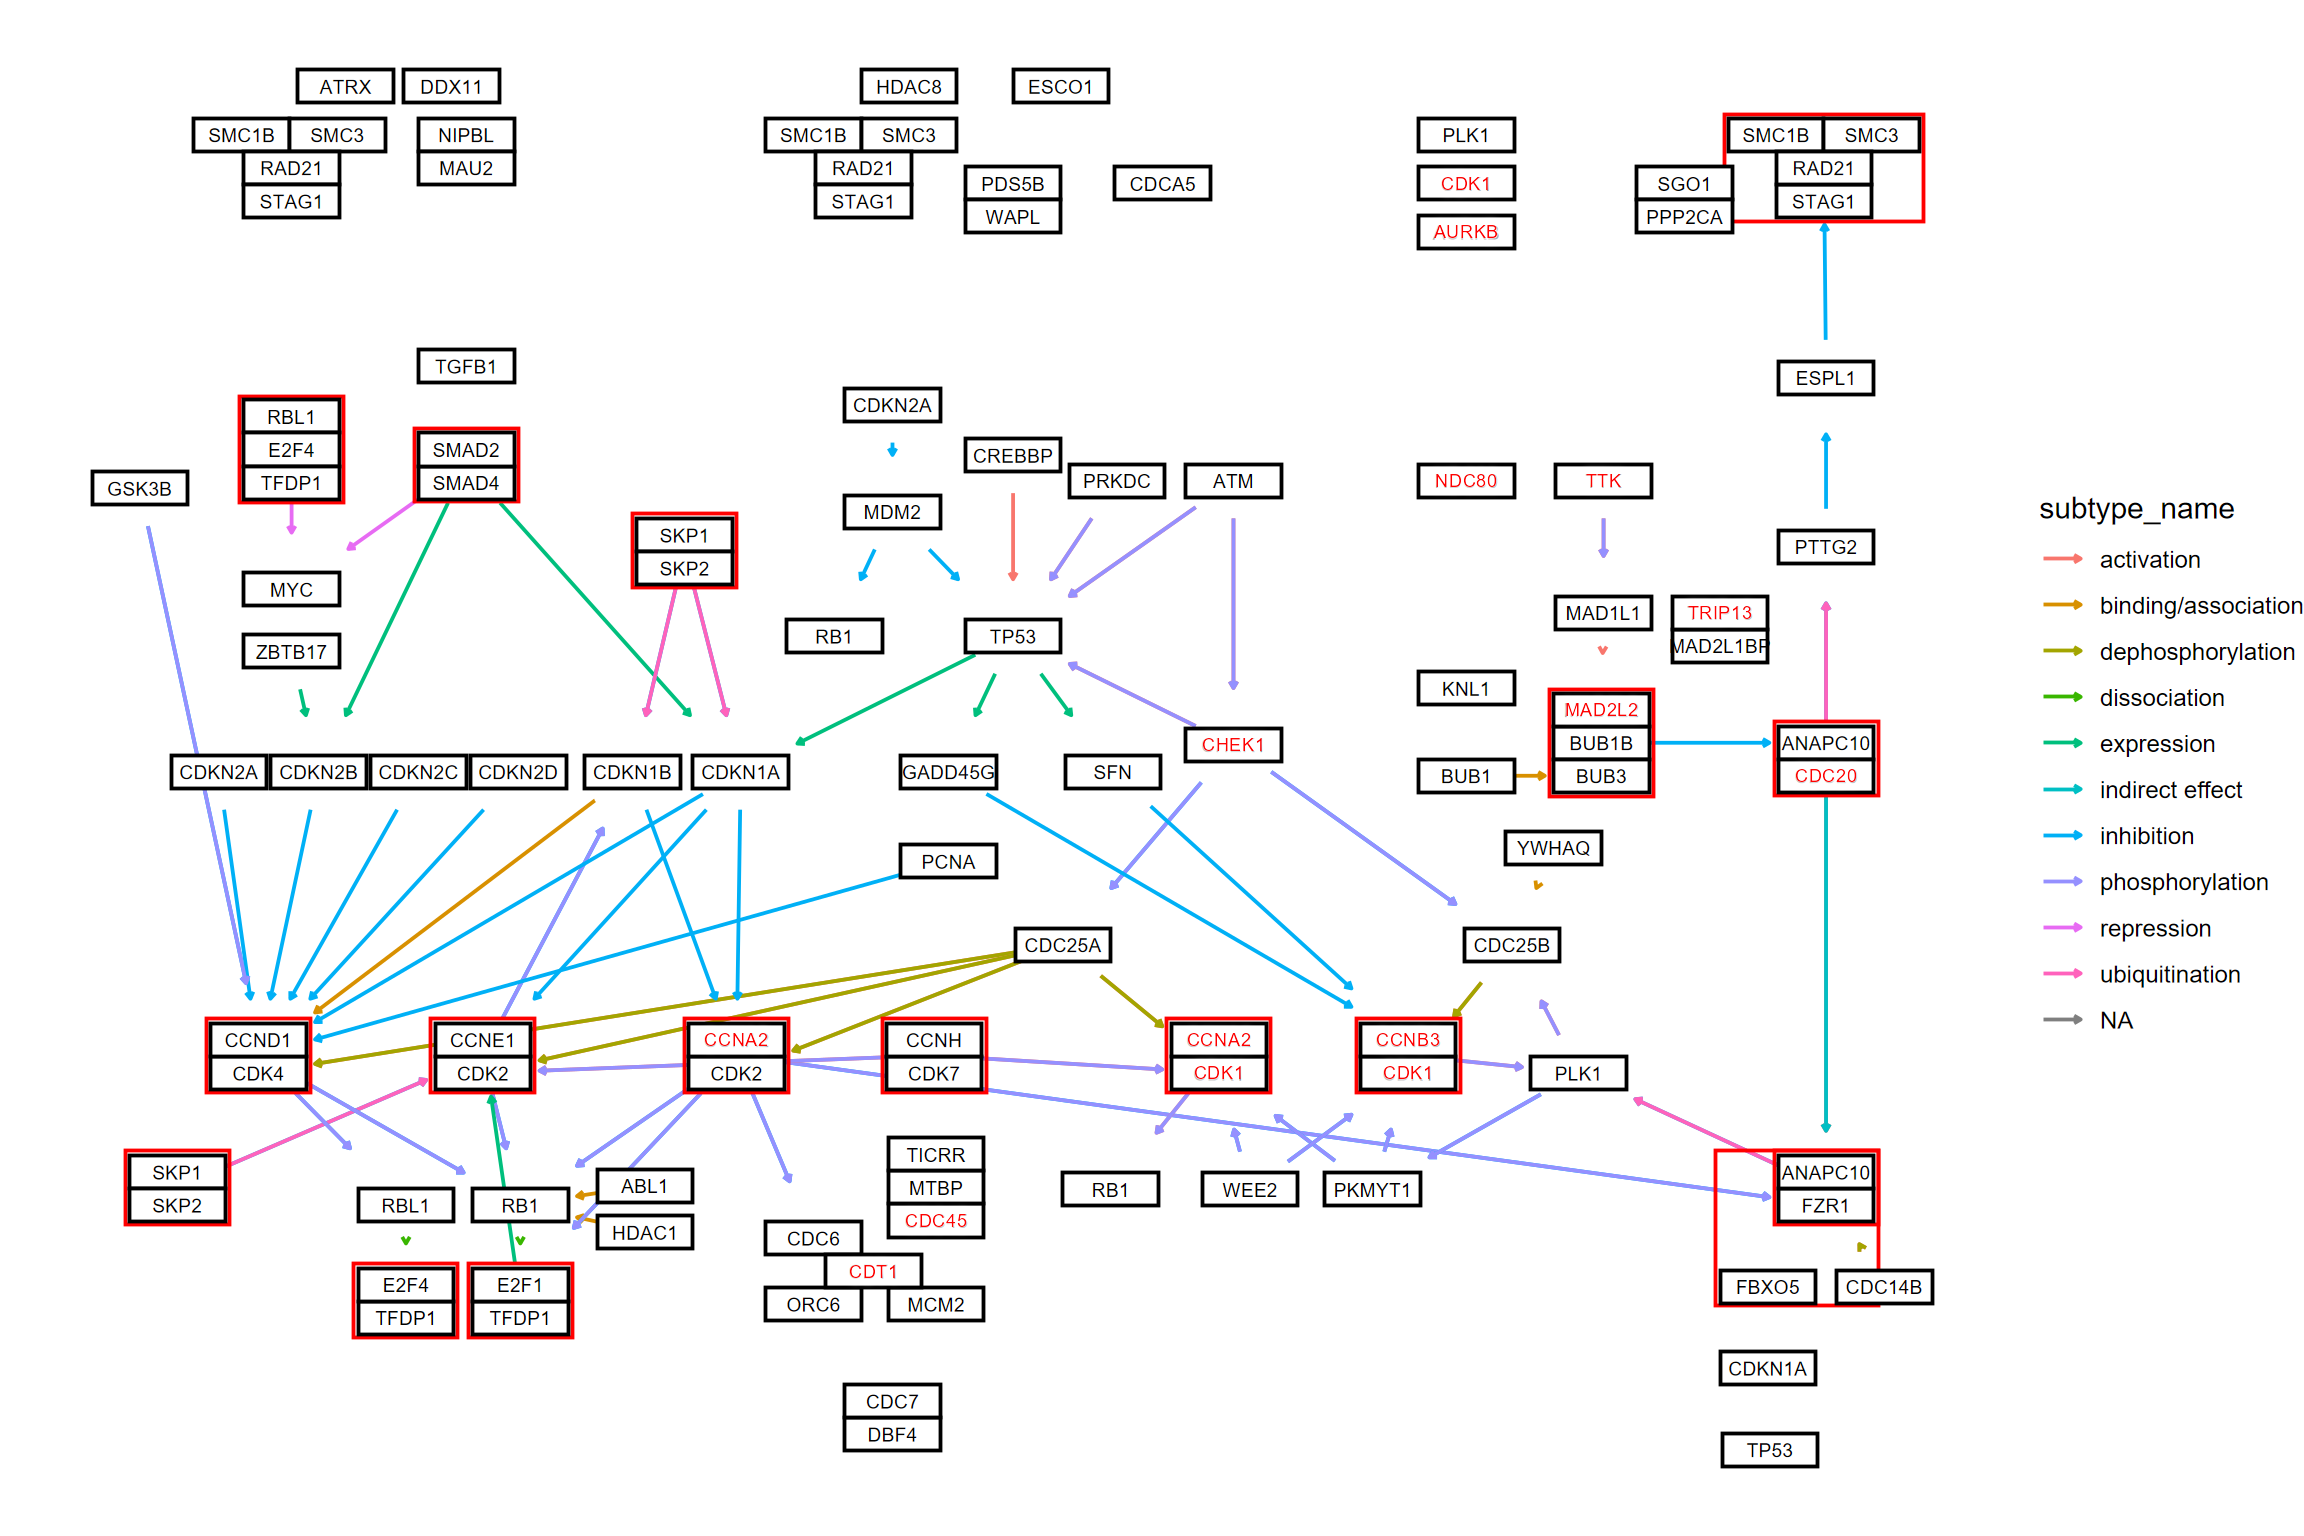 ATRX
DDX11
HDAC8
ESCO1
SMC1B
SMC3
NIPBL
SMC1B
SMC3
PLK1
SMC1B
SMC3
RAD21
MAU2
RAD21
RAD21
STAG1
STAG1
STAG1
PDS5B
CDCA5
CDK1
SGO1
WAPL
PPP2CA
AURKB
TGFB1
ESPL1
CDKN2A
RBL1
E2F4
TFDP1
SMAD2
SMAD4
CREBBP
PRKDC
ATM
NDC80
TTK
GSK3B
MDM2
SKP1
SKP2
PTTG2
MYC
ZBTB17
RB1
TP53
MAD1L1
TRIP13
MAD2L1BP
KNL1
MAD2L2
BUB1B
BUB3
CHEK1
ANAPC10
CDC20
CDKN2A
CDKN2B
CDKN2C
CDKN2D
CDKN1B
CDKN1A
GADD45G
SFN
BUB1
YWHAQ
PCNA
CDC25A
CDC25B
CCND1
CDK4
CCNE1
CDK2
CCNA2
CDK2
CCNH
CDK7
CCNA2
CDK1
CCNB3
CDK1
PLK1
SKP1
SKP2
RBL1
RB1
ABL1
HDAC1
TICRR
MTBP
CDC45
RB1
WEE2
PKMYT1
ANAPC10
FZR1
E2F4
TFDP1
E2F1
TFDP1
CDC6
CDT1
ORC6
MCM2
FBXO5
CDC14B
CDKN1A
CDC7
DBF4
TP53
subtype_name
activation
binding/association
dephosphorylation
dissociation
expression
indirect effect
inhibition
phosphorylation
repression
ubiquitination
NA